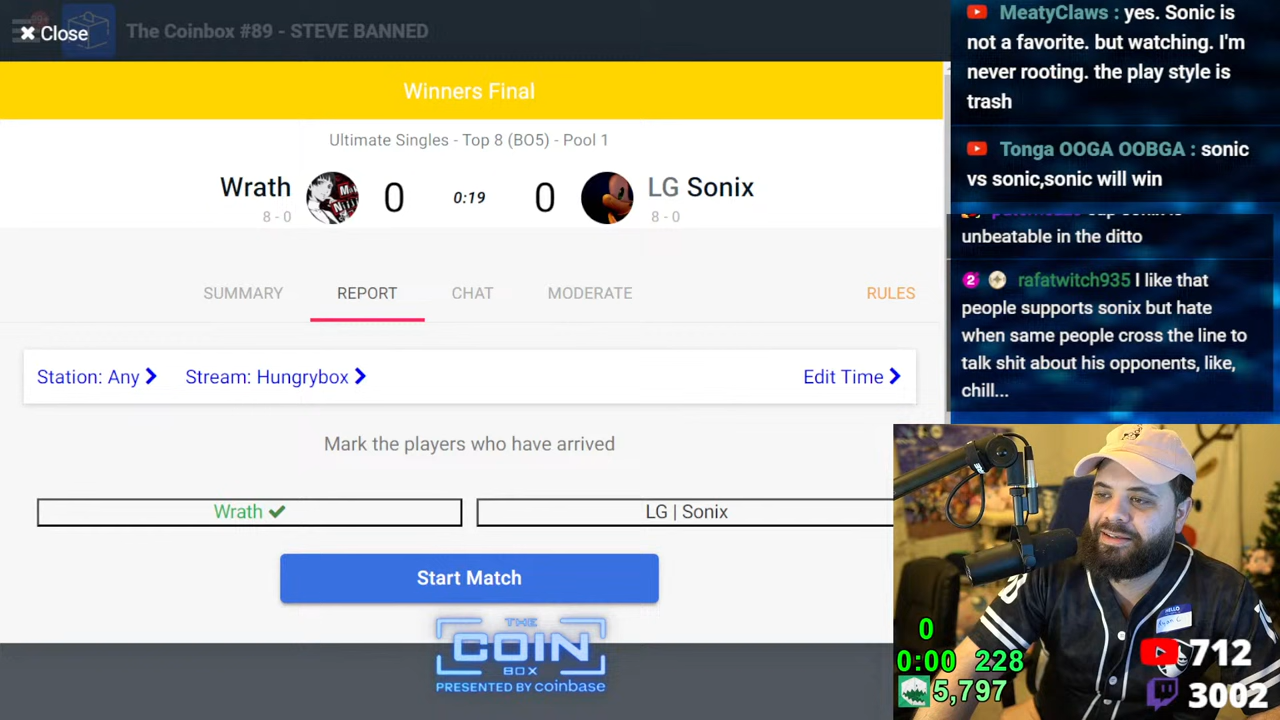 Close
The Coinbox #89 - STEVE BANNED
Winners Final
Ultimate Singles - Top 8 (BO5) - Pool 1
Wrath 0 0:19 0 LG Sonix
8 - 0 8 - 0
SUMMARY REPORT CHAT MODERATE RULES
Station: Any Stream: Hungrybox Edit Time
Mark the players who have arrived
Wrath LG | Sonix
Start Match
THE
COIN
BOX
PRESENTED BY coinbase
MeatyClaws : yes. Sonic is
not a favorite. but watching. I'm
never rooting. the play style is
trash
Tonga OOGA OOBGA : sonic
vs sonic,sonic will win
unbeatable in the ditto
2 rafatwitch935 I like that
people supports sonix but hate
when same people cross the line to
talk shit about his opponents, like,
chill...
HELLO
0
0:00 228
5,797
712
3002